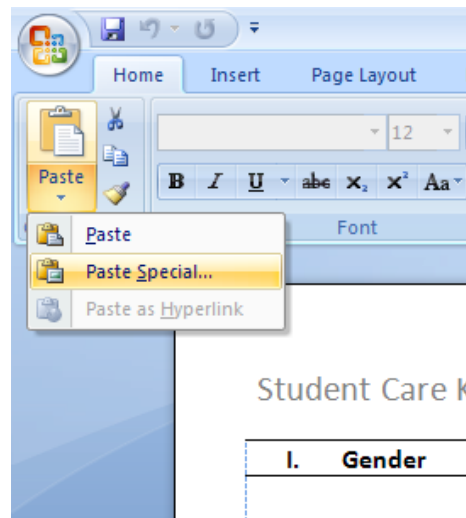 Home Insert Page Layout
12
Paste B I U abc X₂ X² Aa
Font
Paste
Paste Special...
Paste as Hyperlink
Student Care
I. Gender